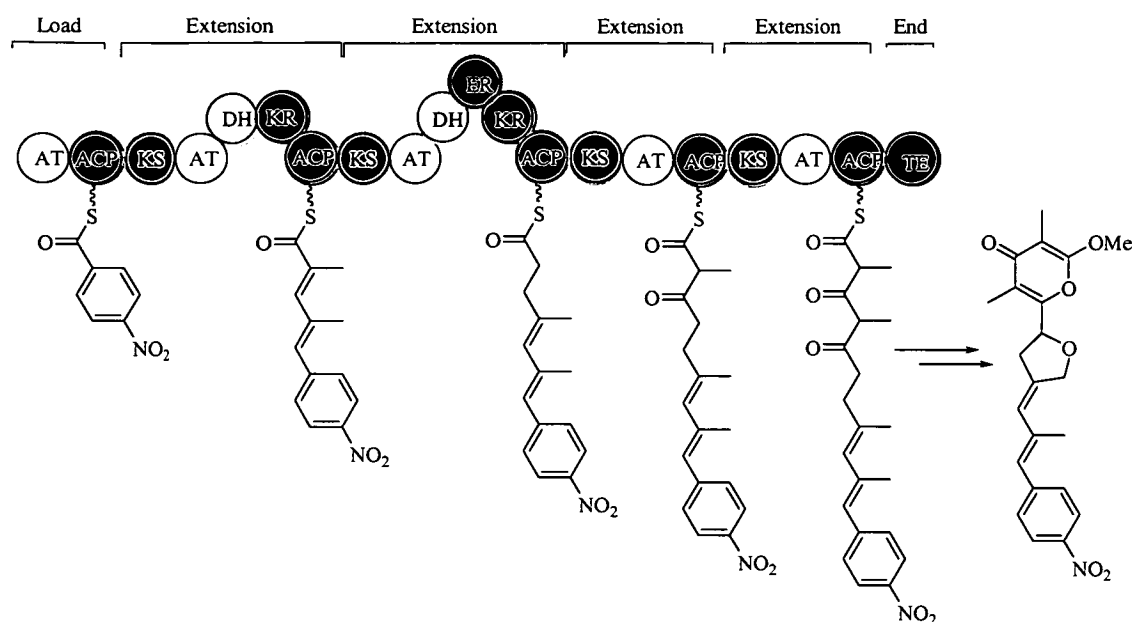 Load Extension Extension Extension Extension End
ER
DH KR DH KR
AT ACP KS AT ACP KS AT ACP KS AT ACP KS AT ACP TE
S S S S S
O O O O O OMe
O O O
O O
NO2
NO2
NO2
NO2
NO2
NO2